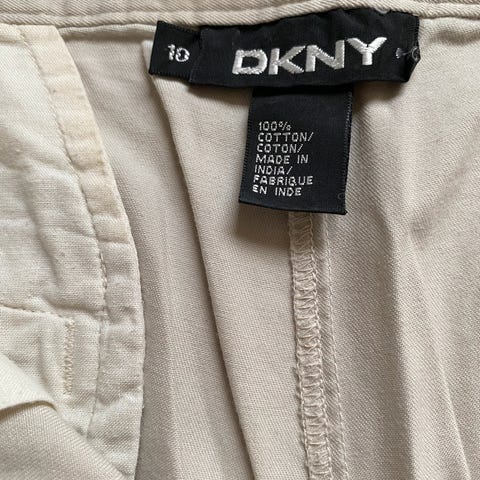 10 DKNY
100%
COTTON/
COTON/
MADE IN
INDIA/
FABRIQUE
EN INDE